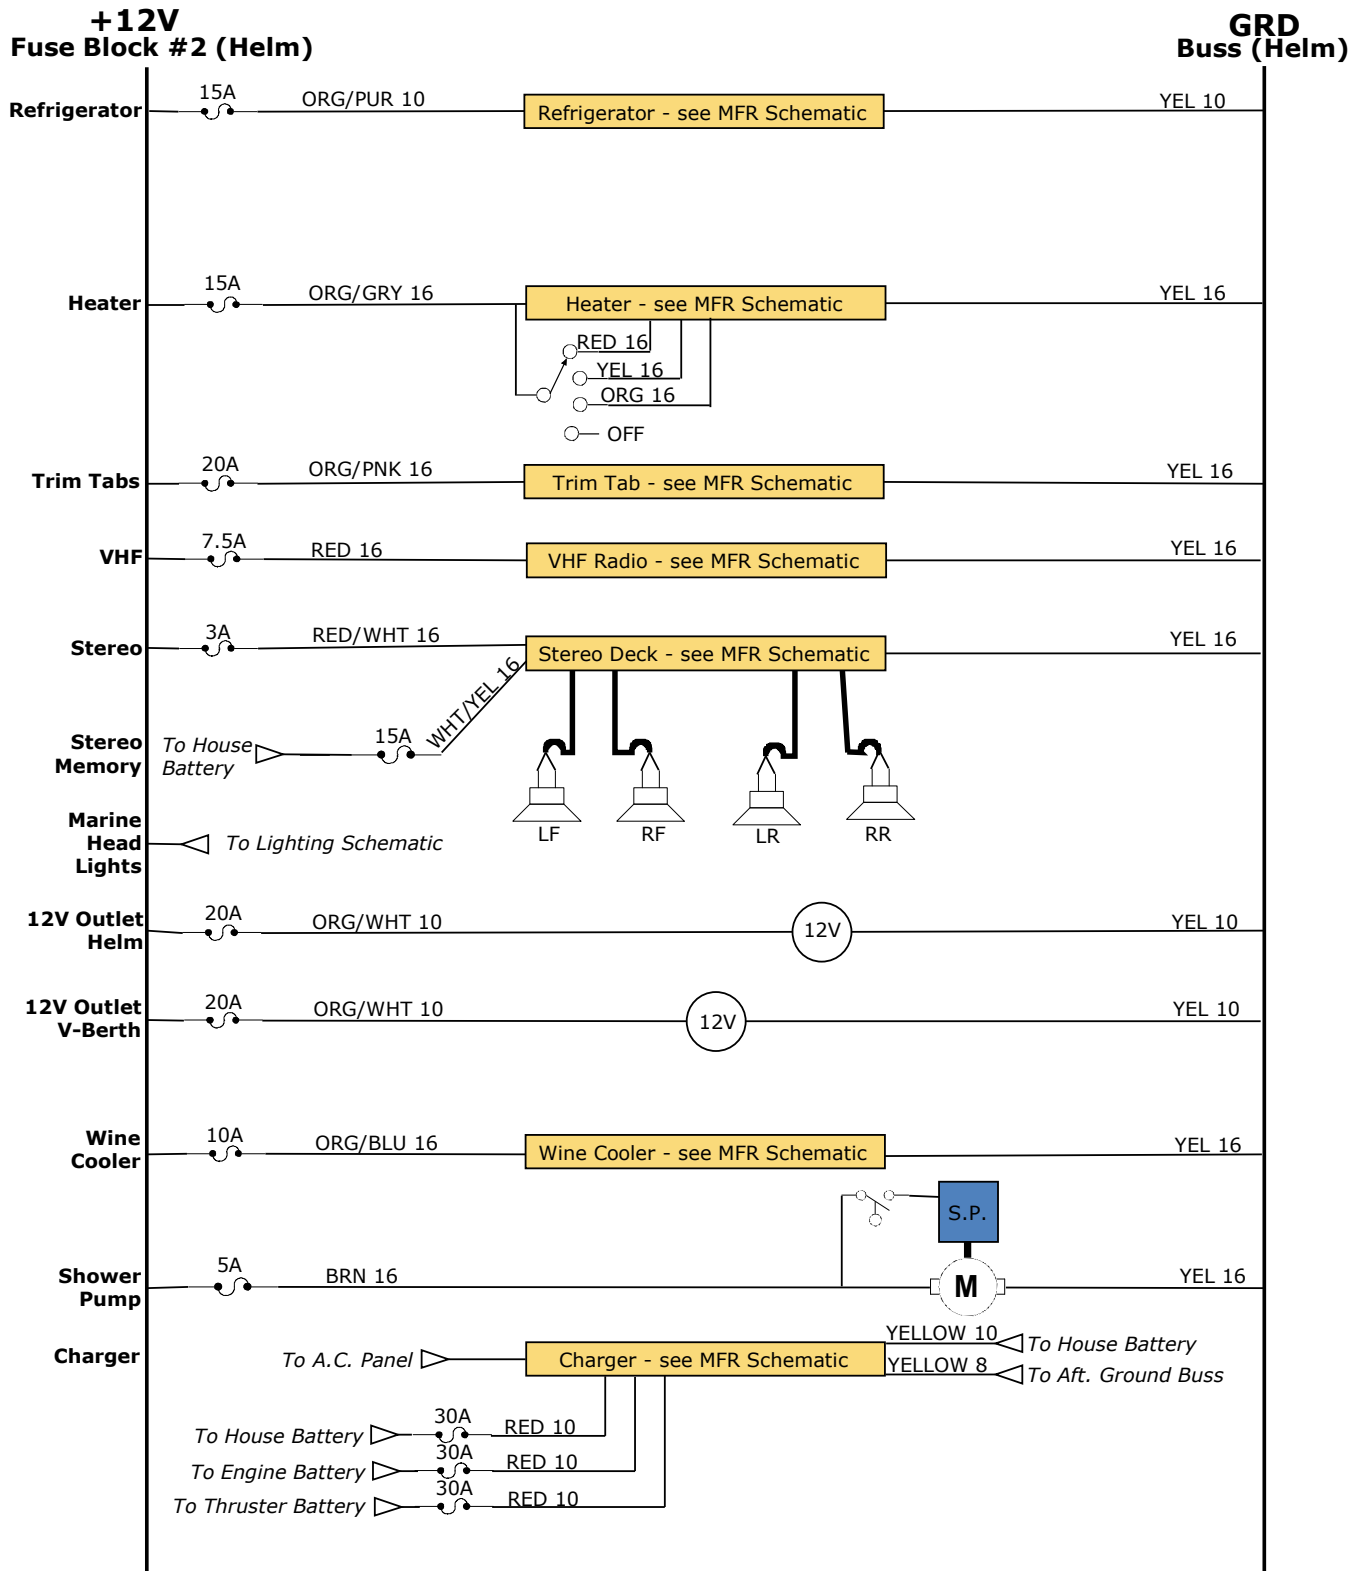 +12V
Fuse Block #2 (Helm)
GRD
Buss (Helm)
Refrigerator
15A
ORG/PUR 10
Refrigerator - see MFR Schematic
YEL 10
Heater
15A
ORG/GRY 16
Heater - see MFR Schematic
YEL 16
RED 16
YEL 16
ORG 16
OFF
Trim Tabs
20A
ORG/PNK 16
Trim Tab - see MFR Schematic
YEL 16
VHF
7.5A
RED 16
VHF Radio - see MFR Schematic
YEL 16
Stereo
3A
RED/WHT 16
Stereo Deck - see MFR Schematic
YEL 16
Stereo
Memory
To House
Battery
15A
WHT/YEL 16
LF
RF
LR
RR
Marine
Head
Lights
To Lighting Schematic
12V Outlet
Helm
20A
ORG/WHT 10
12V
YEL 10
12V Outlet
V-Berth
20A
ORG/WHT 10
12V
YEL 10
Wine
Cooler
10A
ORG/BLU 16
Wine Cooler - see MFR Schematic
YEL 16
S.P.
Shower
Pump
5A
BRN 16
M
YEL 16
Charger
To A.C. Panel
Charger - see MFR Schematic
YELLOW 10
To House Battery
YELLOW 8
To Aft. Ground Buss
To House Battery
30A
RED 10
To Engine Battery
30A
RED 10
To Thruster Battery
30A
RED 10